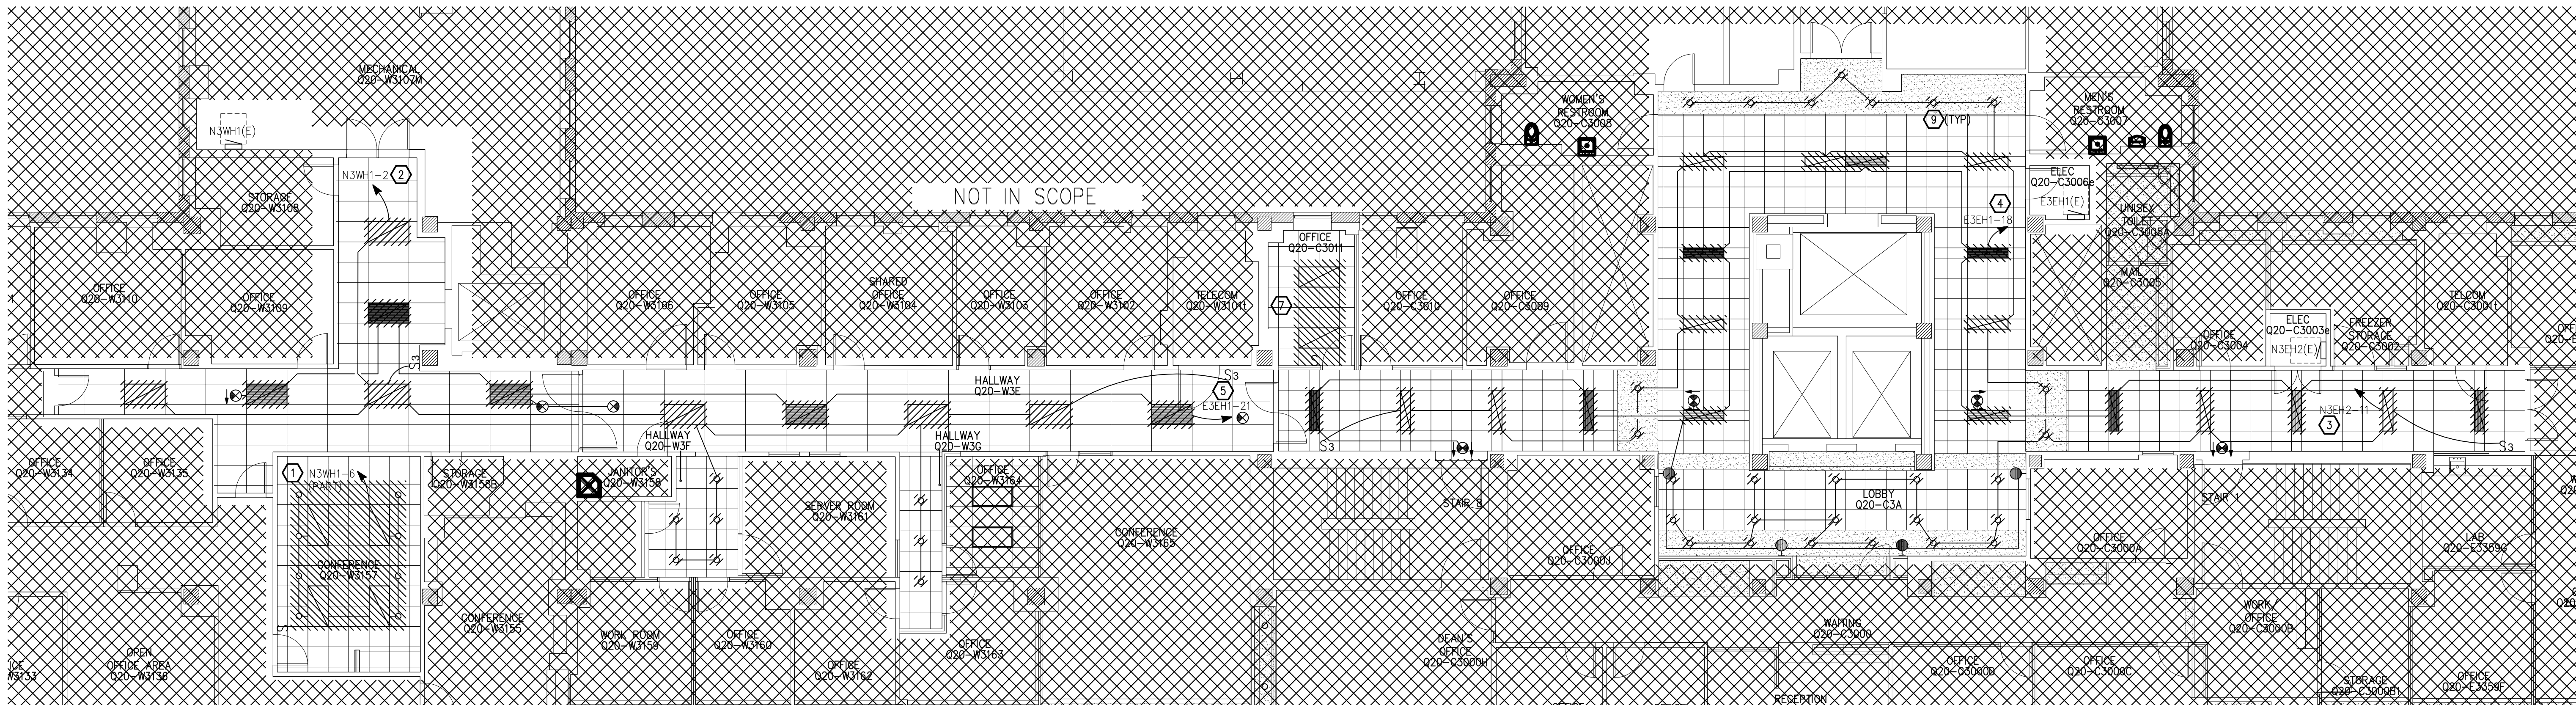 MECHANICAL
Q20-W3107M
N3WH1(E)
N3WH1-2
2
STORAGE
Q20-W3108
OFFICE
Q20-W3110
OFFICE
Q20-W3109
NOT IN SCOPE
OFFICE
Q20-W3106
OFFICE
Q20-W3105
SHARED
OFFICE
Q20-W3104
OFFICE
Q20-W3103
OFFICE
Q20-W3102
TELECOM
Q20-W3101t
OFFICE
Q20-C3011
7
OFFICE
Q20-C3010
OFFICE
Q20-C3009
WOMEN'S
RESTROOM
Q20-C3008
9
(TYP)
MEN'S
RESTROOM
Q20-C3007
ELEC
Q20-C3006e
E3EH1(E)
4
E3EH1-18
UNISEX
TOILET
Q20-C3005A
MAIL
Q20-C3005
OFFICE
Q20-C3004
ELEC
Q20-C3003e
N3EH2(E)
FREEZER
STORAGE
Q20-C3002
TELCOM
Q20-C3001t
S3
HALLWAY
Q20-W3E
S3
5
E3EH1-21
S3
N3EH2-11
3
S3
HALLWAY
Q20-W3F
HALLWAY
Q20-W3G
OFFICE
Q20-W3134
OFFICE
Q20-W3135
1
N3WH1-6
CONFERENCE
Q20-W3157
S
STORAGE
Q20-W3158B
JANITOR'S
Q20-W3158
SERVER ROOM
Q20-W3161
OFFICE
Q20-W3164
CONFERENCE
Q20-W3165
STAIR 8
OFFICE
Q20-C3000J
LOBBY
Q20-C3A
OFFICE
Q20-C3000A
STAIR 1
LAB
Q20-E3359G
ICE
W3133
OPEN
OFFICE AREA
Q20-W3136
CONFERENCE
Q20-W3155
WORK ROOM
Q20-W3159
OFFICE
Q20-W3160
OFFICE
Q20-W3162
OFFICE
Q20-W3163
DEAN'S
OFFICE
Q20-C3000H
WAITING
Q20-C3000
RECEPTION
OFFICE
Q20-C3000D
OFFICE
Q20-C3000C
WORK/
OFFICE
Q20-C3000B
STORAGE
Q20-C3000B1
OFFICE
Q20-E3359F